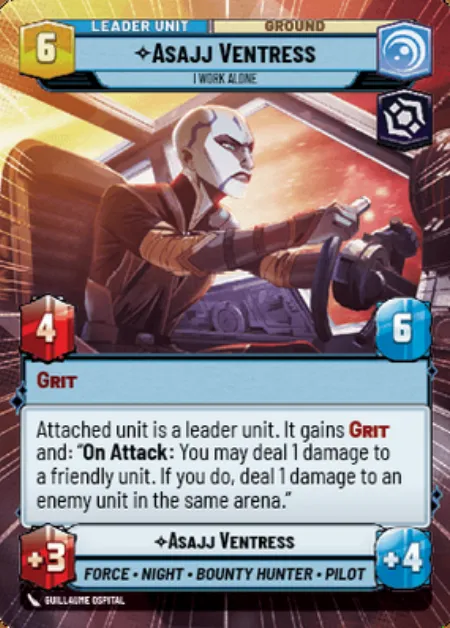 LEADER UNIT
GROUND
6
ASAJJ VENTRESS
I WORK ALONE
4
6
GRIT
Attached unit is a leader unit. It gains GRIT
and: “On Attack: You may deal 1 damage to
a friendly unit. If you do, deal 1 damage to an
enemy unit in the same arena.”
ASAJJ VENTRESS
+3
+4
FORCE • NIGHT • BOUNTY HUNTER • PILOT
GUILLAUME OSPITAL